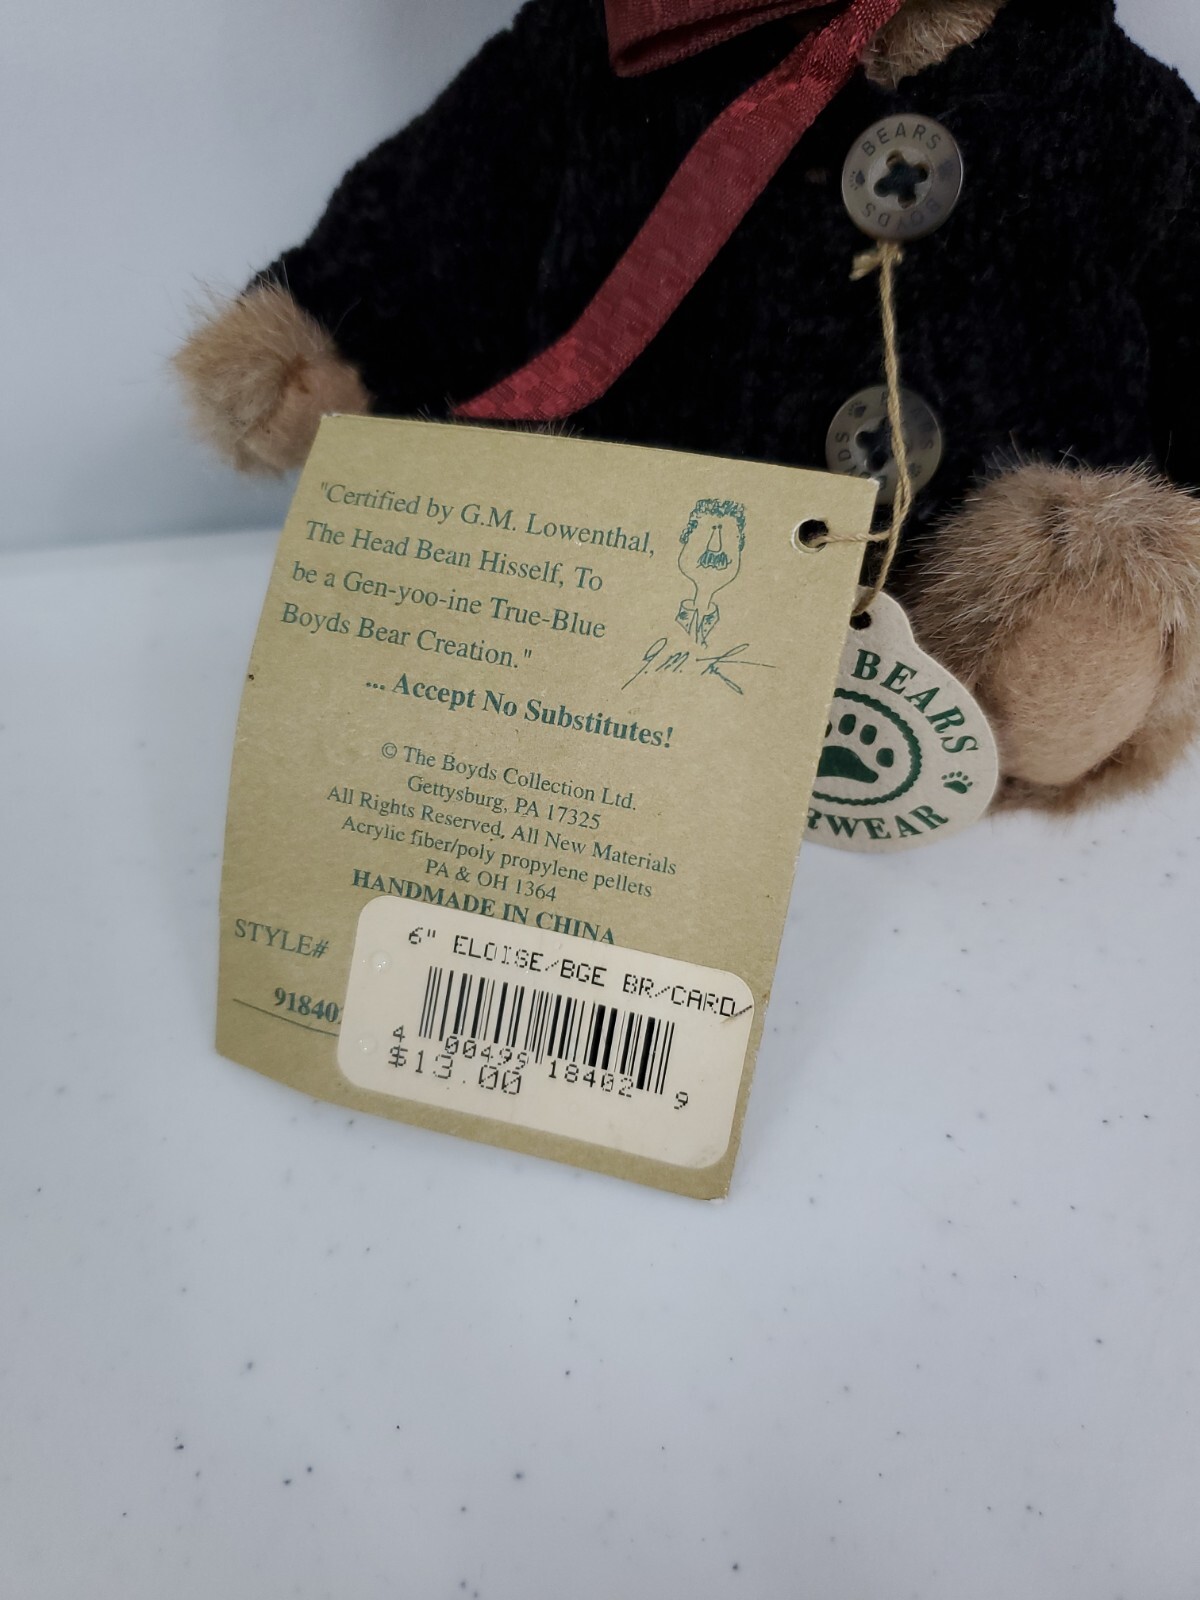 BEARS
BOYDS
"Certified by G.M. Lowenthal,
The Head Bean Hisself, To
be a Gen-yoo-ine True-Blue
Boyds Bear Creation."
... Accept No Substitutes!
© The Boyds Collection Ltd.
Gettysburg, PA 17325
All Rights Reserved, All New Materials
Acrylic fiber/poly propylene pellets
PA & OH 1364
HANDMADE IN CHINA
STYLE#
6" ELOISE/BGE BR/CARD/
4 00499 18402 9
$13.00
BEARS